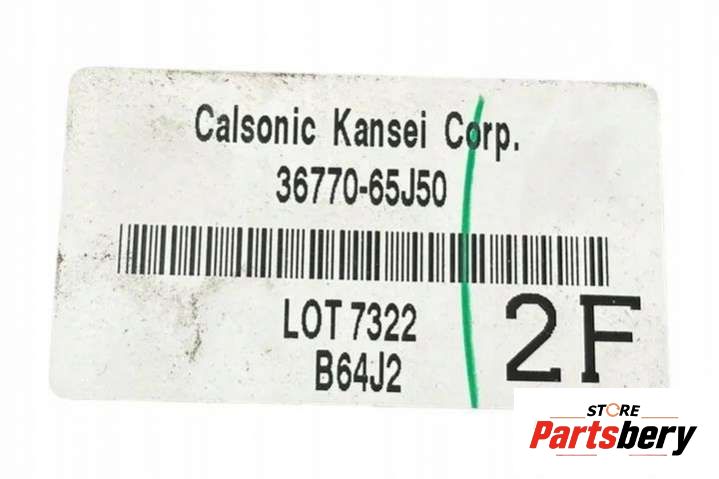 Calsonic Kansei Corp.
36770-65J50
LOT 7322
B64J2
2F
STORE
Partsbery